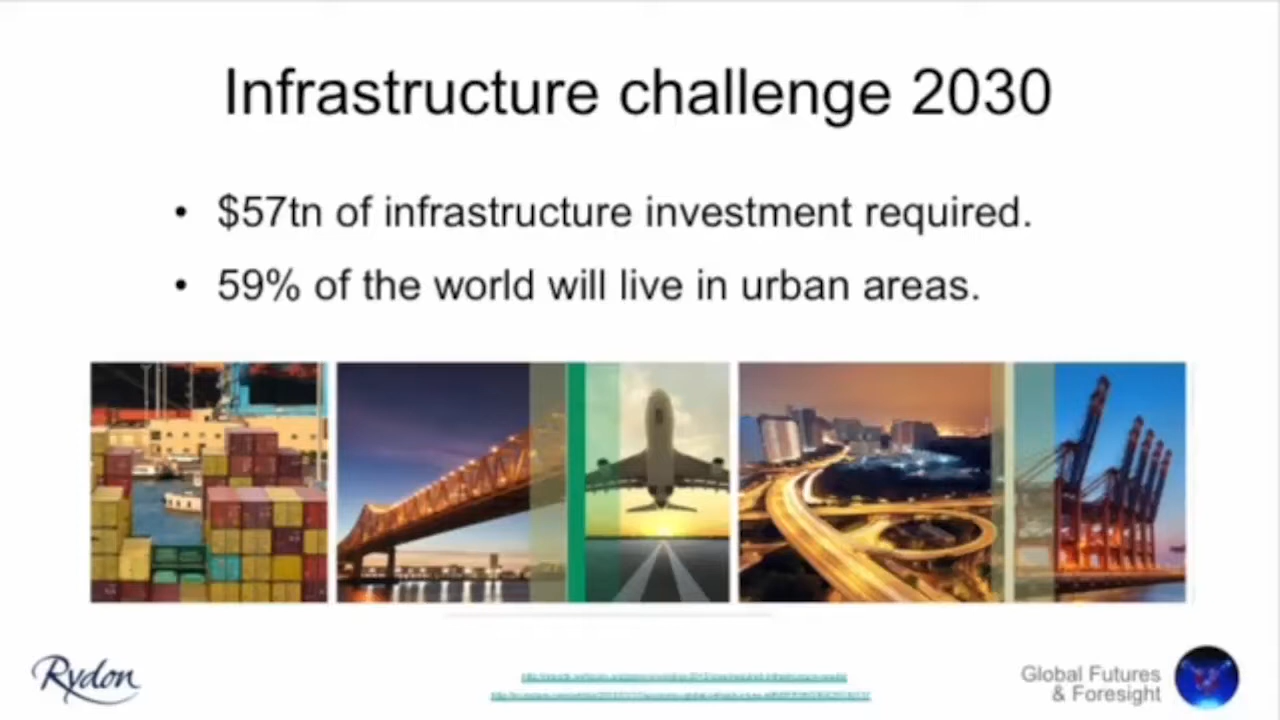 Infrastructure challenge 2030
• $57tn of infrastructure investment required.
• 59% of the world will live in urban areas.
Rydon
Global Futures
& Foresight